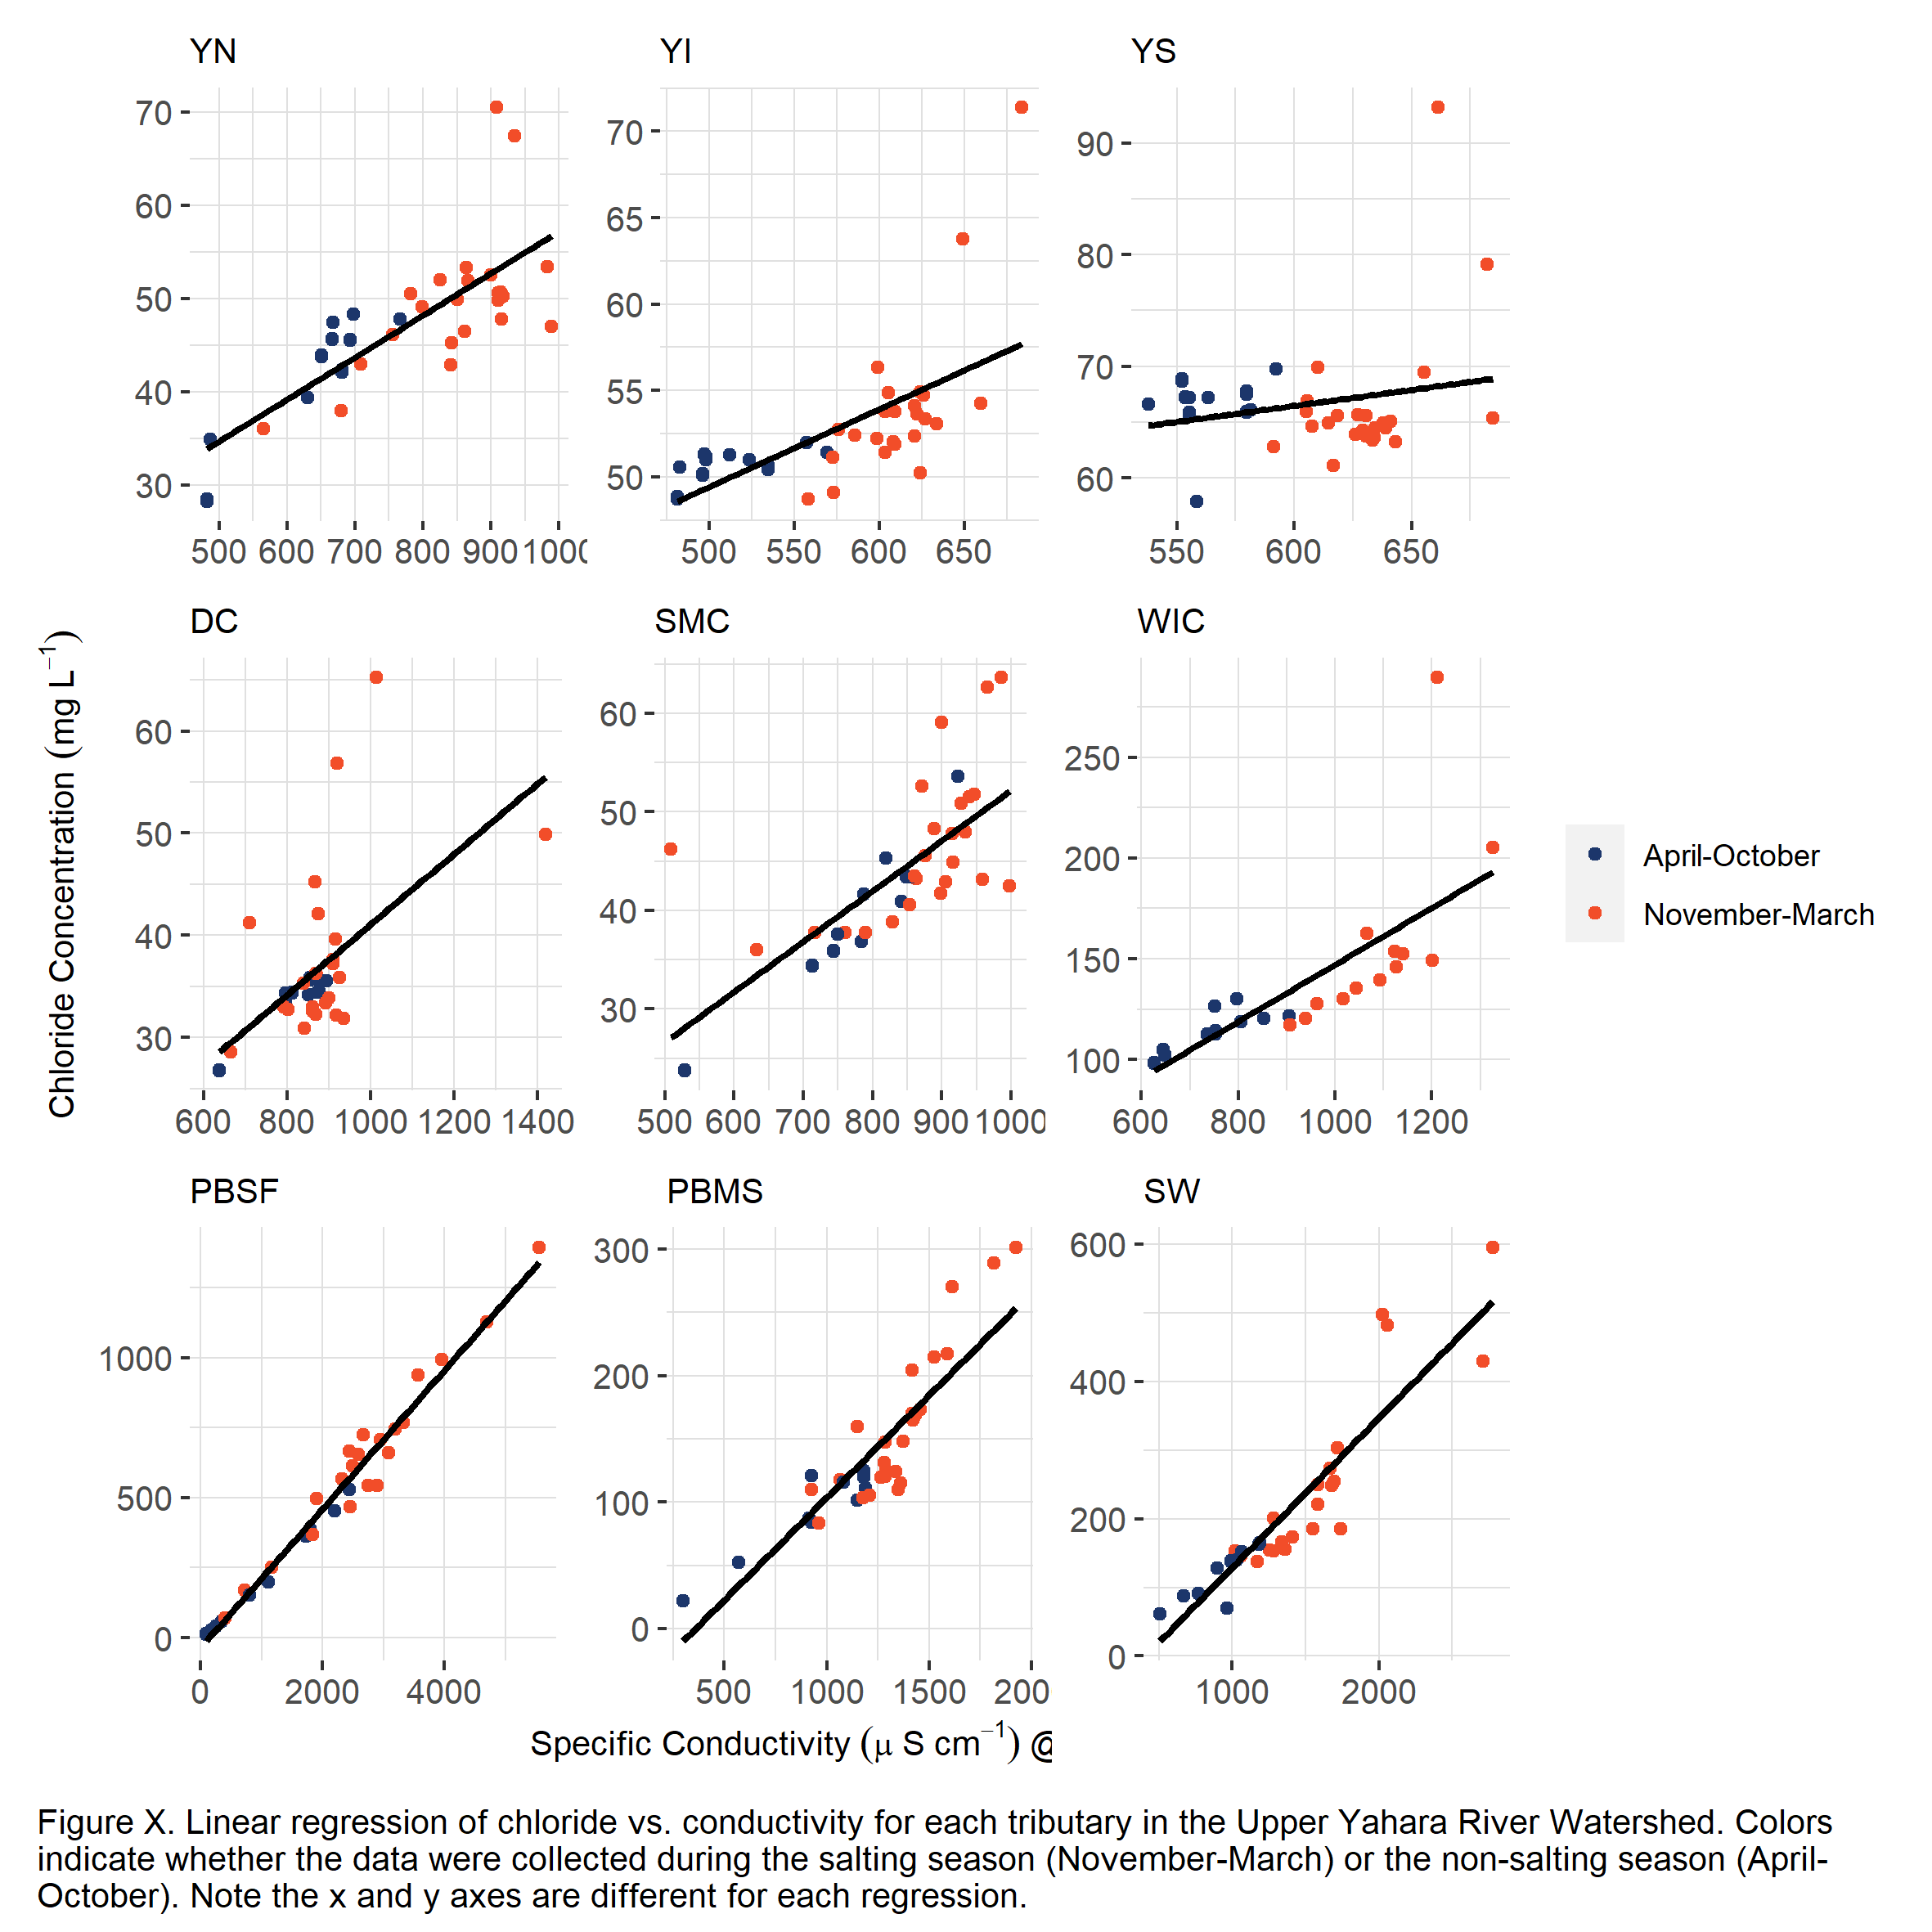 YN
YI
YS
70
60
50
40
30
500 600 700 800 900 100
70
65
60
55
50
500 550 600 650
90
80
70
60
550 600 650
Chloride Concentration (mg L⁻¹)
DC
SMC
WIC
60
50
40
30
600 800 1000 1200 1400
60
50
40
30
500 600 700 800 900 1000
250
200
150
100
600 800 1000 1200
April-October
November-March
PBSF
PBMS
SW
1000
500
0
0 2000 4000
300
200
100
0
500 1000 1500 200
600
400
200
0
1000 2000
Specific Conductivity (μ S cm⁻¹) @
Figure X. Linear regression of chloride vs. conductivity for each tributary in the Upper Yahara River Watershed. Colors
indicate whether the data were collected during the salting season (November-March) or the non-salting season (April-
October). Note the x and y axes are different for each regression.